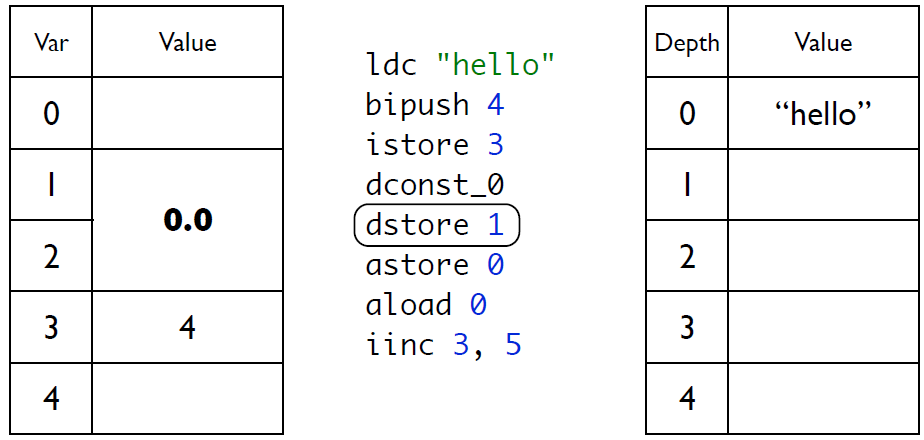 Var Value
0
1
0.0
2
3 4
4
ldc "hello"
bipush 4
istore 3
dconst_0
dstore 1
astore 0
aload 0
iinc 3, 5
Depth Value
0 “hello”
1
2
3
4